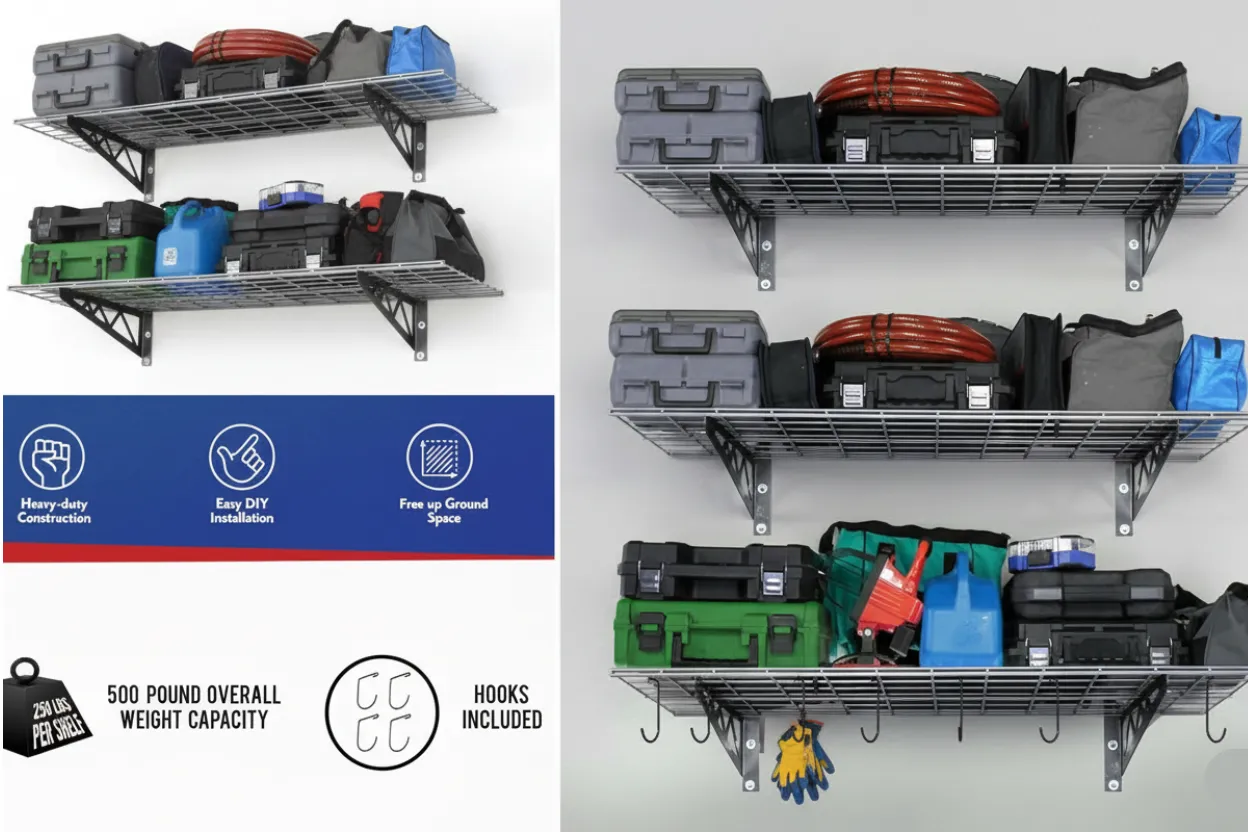 Heavy-duty
Construction
Easy DIY
Installation
Free up Ground
Space
250 LBS
PER SHELF
500 POUND OVERALL
WEIGHT CAPACITY
HOOKS
INCLUDED